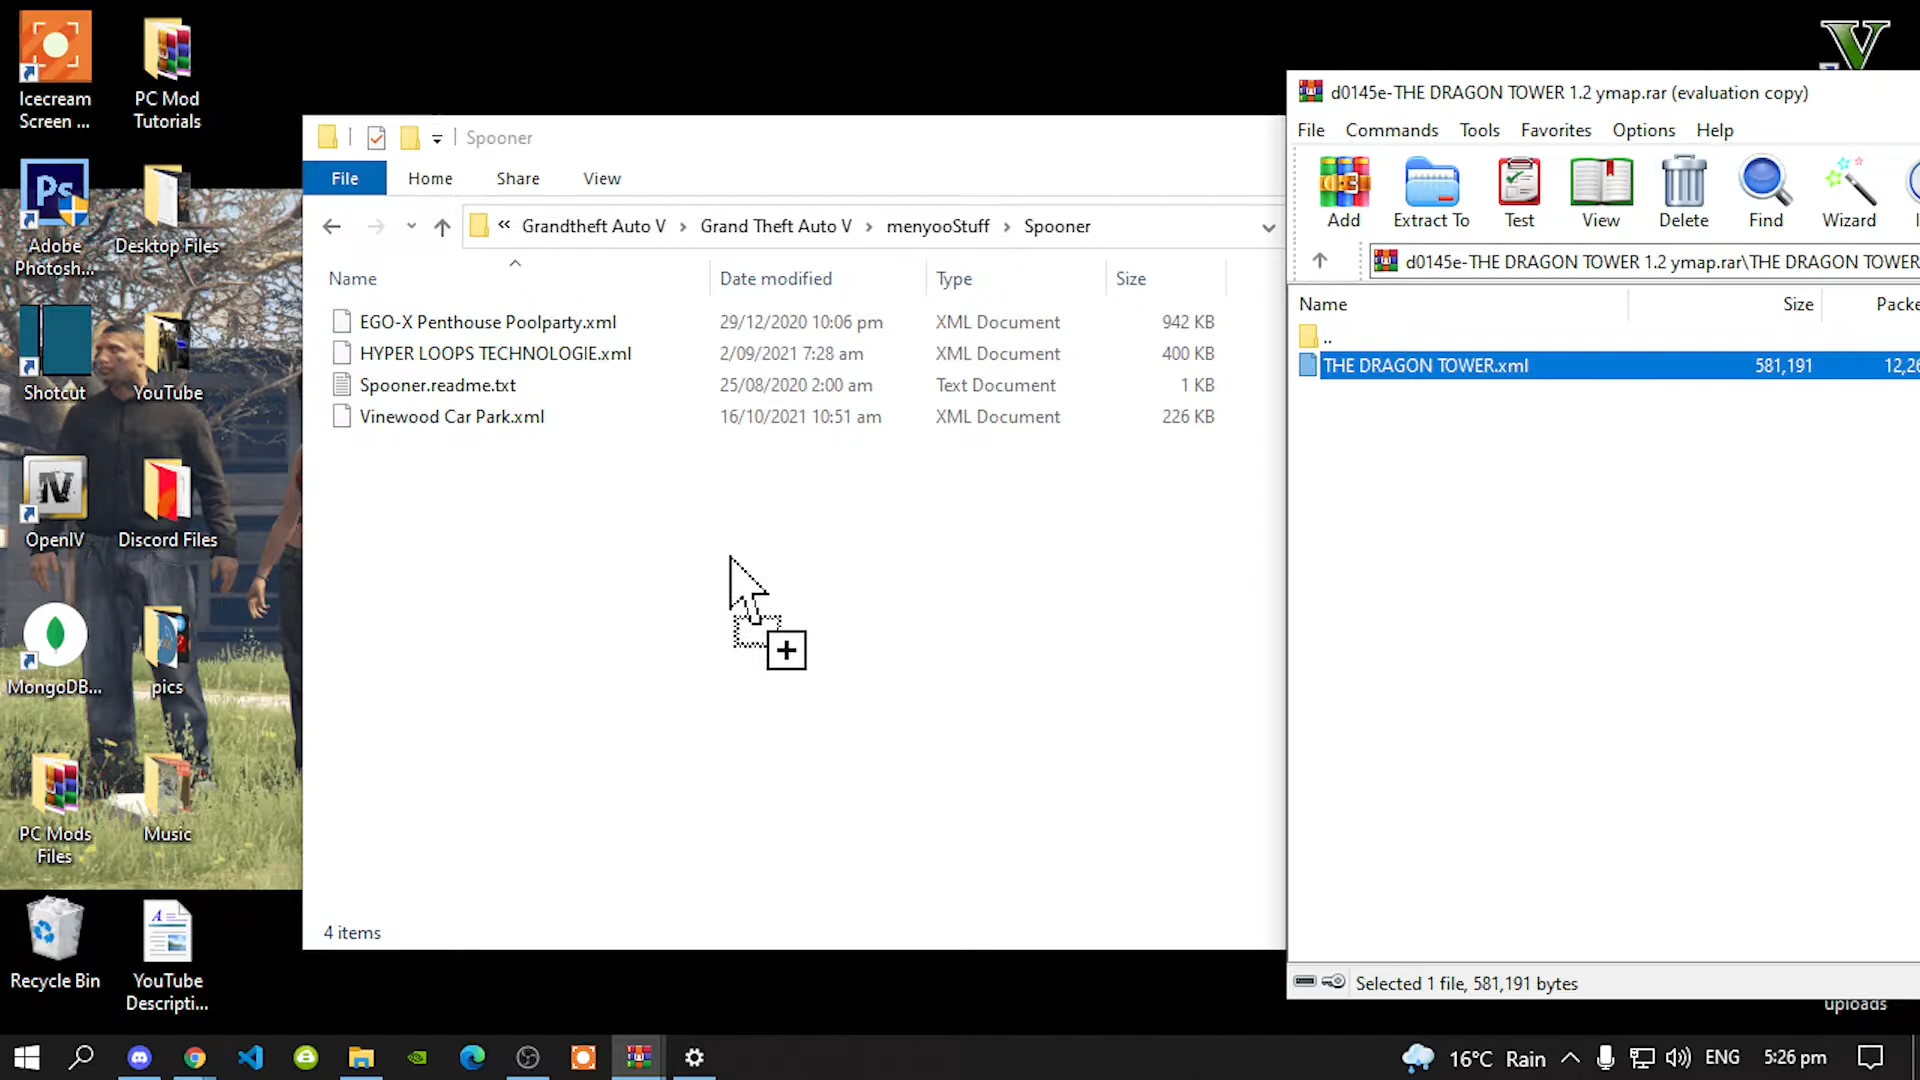 Icecream
Screen ...
PC Mod
Tutorials
Adobe
Photosh...
Desktop Files
Shotcut
YouTube
OpenIV
Discord Files
MongoDB...
pics
PC Mods
Files
Music
Recycle Bin
YouTube
Descripti...
Spooner
File
Home
Share
View
« Grandtheft Auto V › Grand Theft Auto V › menyooStuff › Spooner
Name
Date modified
Type
Size
EGO-X Penthouse Poolparty.xml 29/12/2020 10:06 pm XML Document 942 KB
HYPER LOOPS TECHNOLOGIE.xml 2/09/2021 7:28 am XML Document 400 KB
Spooner.readme.txt 25/08/2020 2:00 am Text Document 1 KB
Vinewood Car Park.xml 16/10/2021 10:51 am XML Document 226 KB
4 items
d0145e-THE DRAGON TOWER 1.2 ymap.rar (evaluation copy)
File Commands Tools Favorites Options Help
Add Extract To Test View Delete Find Wizard
d0145e-THE DRAGON TOWER 1.2 ymap.rar\THE DRAGON TOWER
Name Size Packe
..
THE DRAGON TOWER.xml 581,191 12,26
Selected 1 file, 581,191 bytes
uploads
16°C Rain ENG 5:26 pm